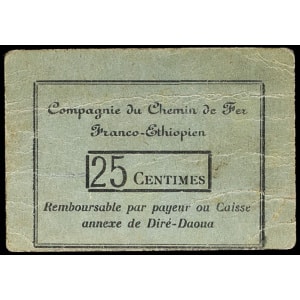 Compagnie du Chemin de Fer
Franco-Ethiopien
25 CENTIMES
Remboursable par payeur ou Caisse
annexe de Diré-Daoua